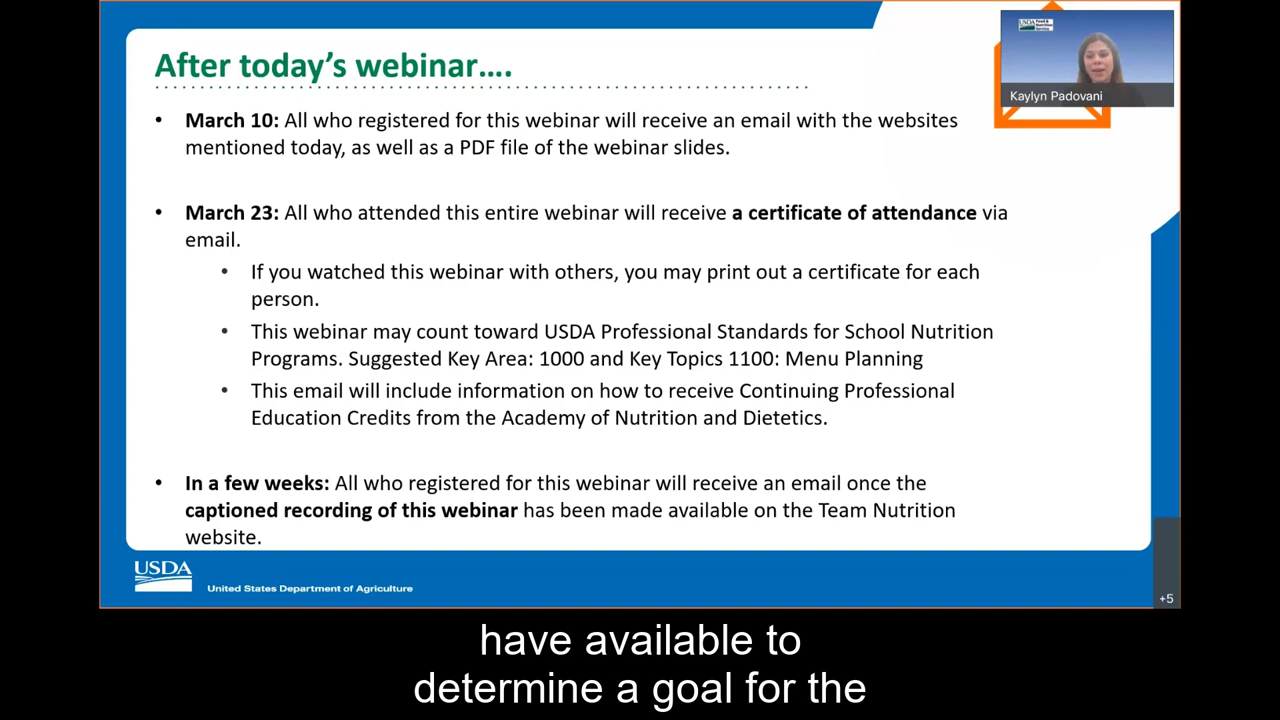 After today's webinar….
USDA Food & Nutrition Service
Kaylyn Padovani
• March 10: All who registered for this webinar will receive an email with the websites
mentioned today, as well as a PDF file of the webinar slides.
• March 23: All who attended this entire webinar will receive a certificate of attendance via
email.
• If you watched this webinar with others, you may print out a certificate for each
person.
• This webinar may count toward USDA Professional Standards for School Nutrition
Programs. Suggested Key Area: 1000 and Key Topics 1100: Menu Planning
• This email will include information on how to receive Continuing Professional
Education Credits from the Academy of Nutrition and Dietetics.
• In a few weeks: All who registered for this webinar will receive an email once the
captioned recording of this webinar has been made available on the Team Nutrition
website.
USDA
United States Department of Agriculture
+5
have available to
determine a goal for the